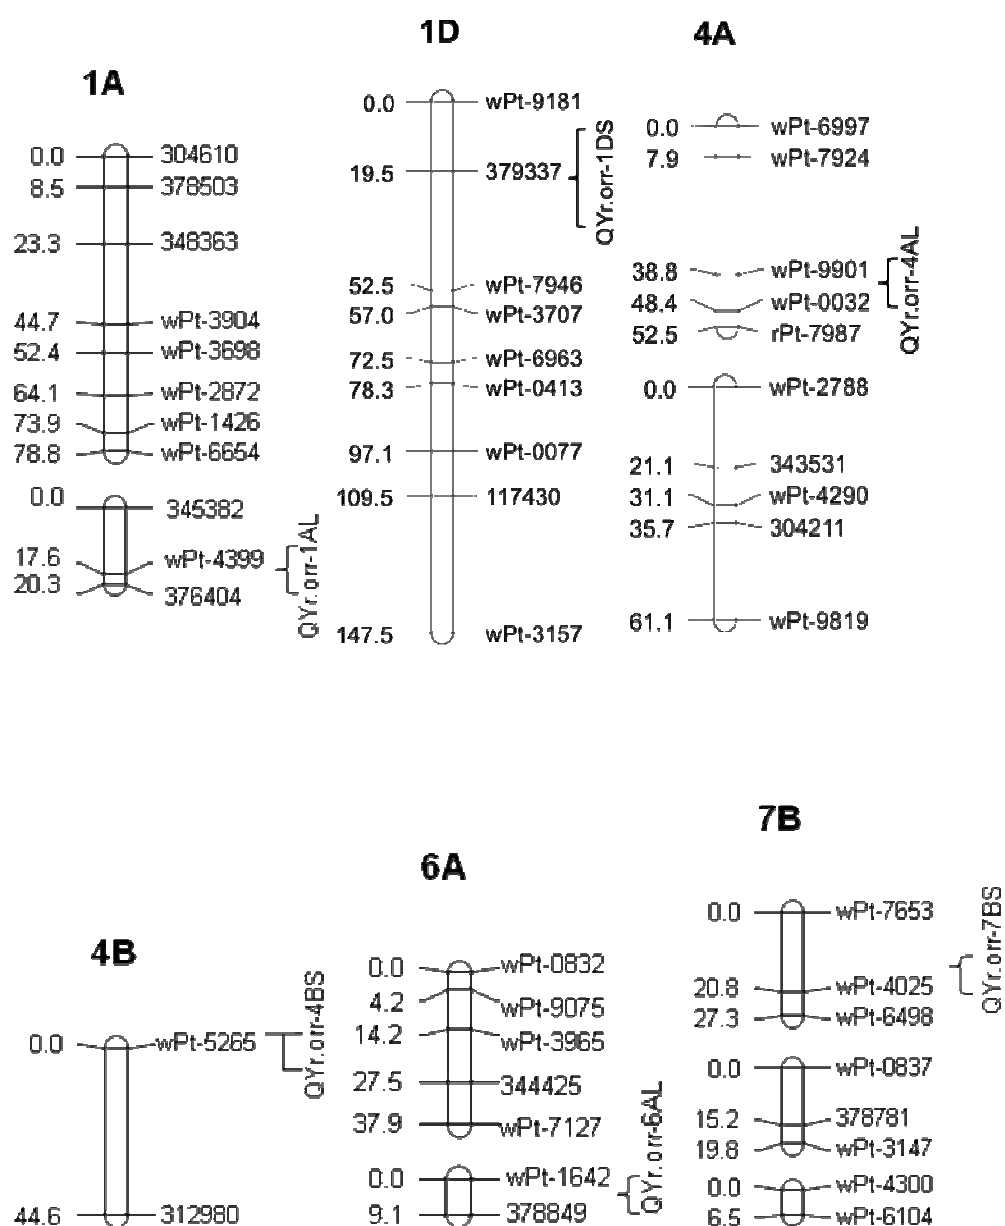 1A
0.0 304610
8.5 378503
23.3 348363
44.7 wPt-3904
52.4 wPt-3698
64.1 wPt-2872
73.9 wPt-1426
78.8 wPt-6654
0.0 345382
17.6 wPt-4399
20.3 376404
QYr.orr-1AL
1D
0.0 wPt-9181
19.5 379337
52.5 wPt-7946
57.0 wPt-3707
72.5 wPt-6963
78.3 wPt-0413
97.1 wPt-0077
109.5 117430
147.5 wPt-3157
QYr.orr-1DS
4A
0.0 wPt-6997
7.9 wPt-7924
38.8 wPt-9901
48.4 wPt-0032
52.5 rPt-7987
0.0 wPt-2788
21.1 343531
31.1 wPt-4290
35.7 304211
61.1 wPt-9819
QYr.orr-4AL
4B
0.0 wPt-5265
44.6 312980
QYr.orr-4BS
6A
0.0 wPt-0832
4.2 wPt-9075
14.2 wPt-3965
27.5 344425
37.9 wPt-7127
0.0 wPt-1642
9.1 378849
QYr.orr-6AL
7B
0.0 wPt-7653
20.8 wPt-4025
27.3 wPt-6498
0.0 wPt-0837
15.2 378781
19.8 wPt-3147
0.0 wPt-4300
6.5 wPt-6104
QYr.orr-7BS